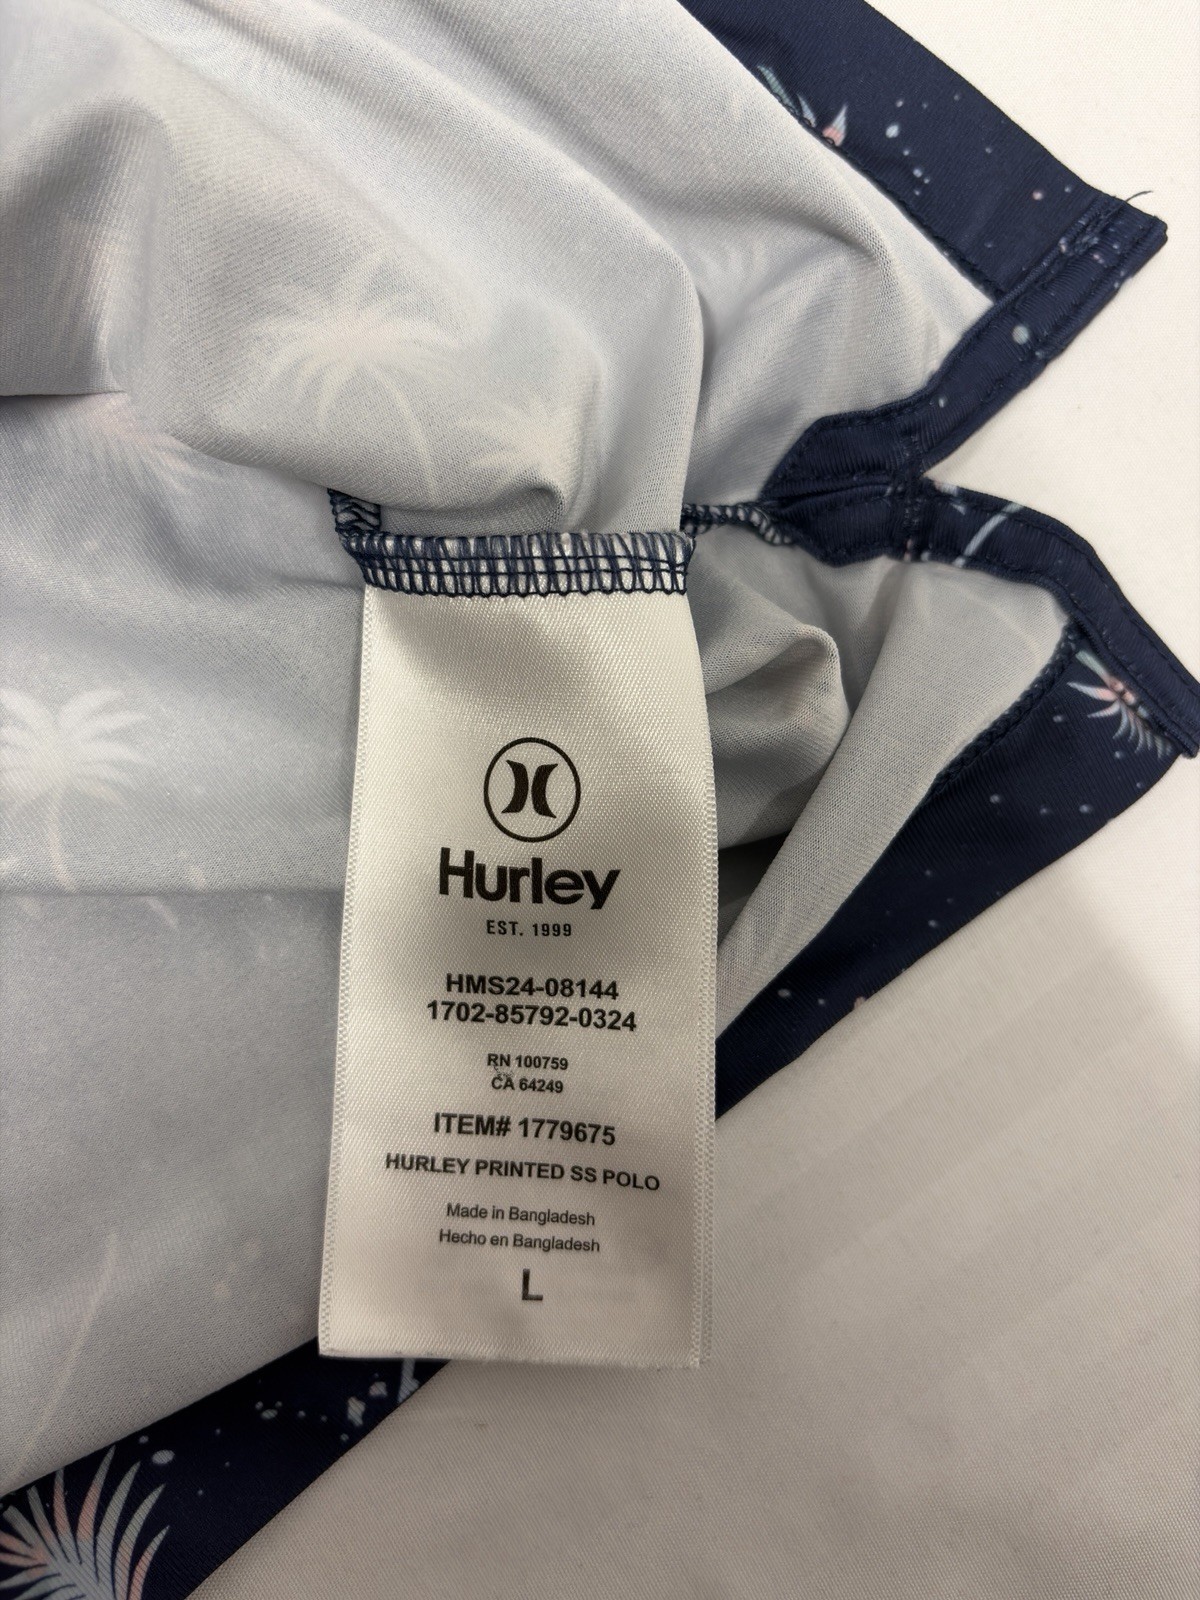 Hurley
EST. 1999
HMS24-08144
1702-85792-0324
RN 100759
CA 64249
ITEM# 1779675
HURLEY PRINTED SS POLO
Made in Bangladesh
Hecho en Bangladesh
L